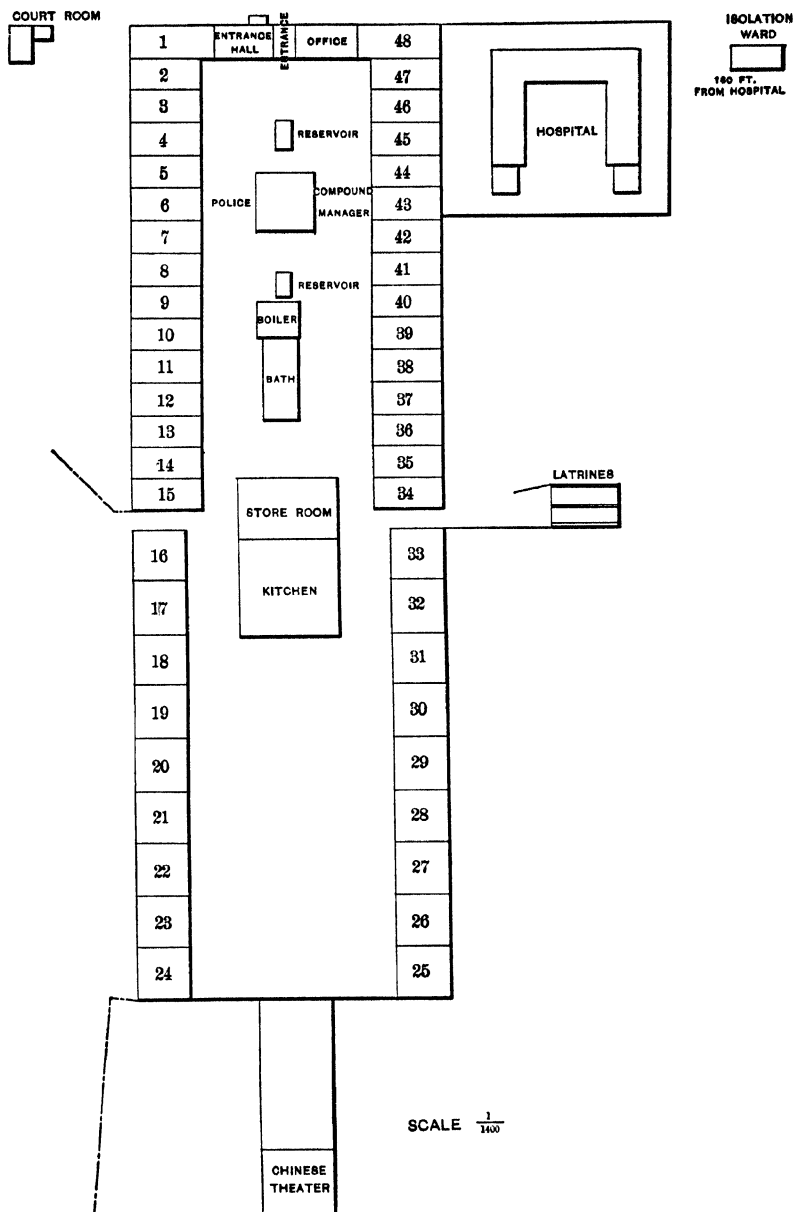 COURT ROOM
ISOLATION
WARD
160 FT.
FROM HOSPITAL
1
ENTRANCE
HALL
ENTRANCE
OFFICE
48
2
47
3
46
4
RESERVOIR
45
HOSPITAL
5
44
6
POLICE
COMPOUND
MANAGER
43
7
42
8
41
RESERVOIR
9
40
BOILER
10
39
11
38
BATH
12
37
13
36
14
35
15
34
LATRINES
STORE ROOM
16
33
KITCHEN
17
32
18
31
19
30
20
29
21
28
22
27
23
26
24
25
SCALE 1/1400
CHINESE
THEATER